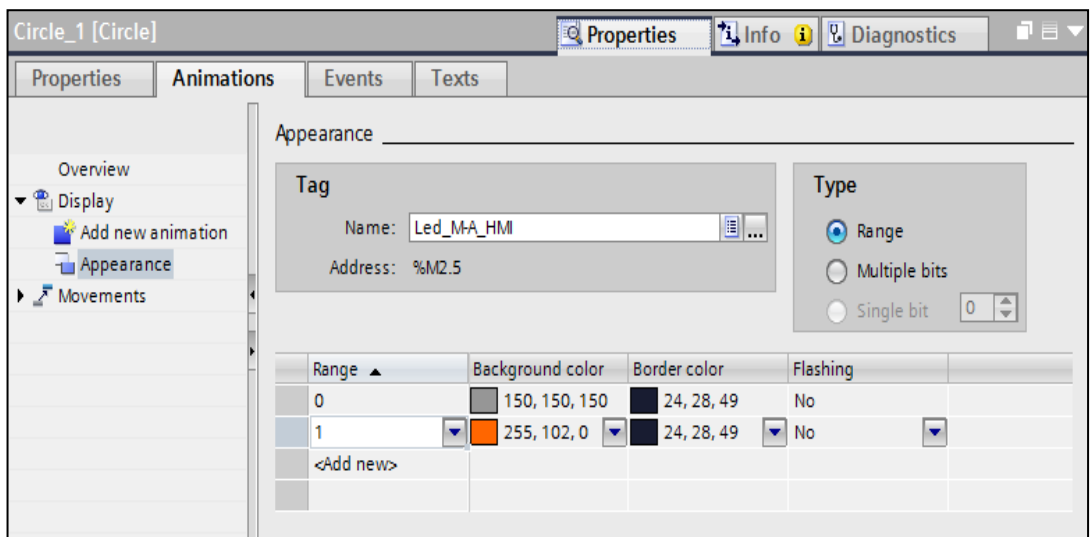 Circle_1 [Circle]
Properties Info Diagnostics
Properties Animations Events Texts
Appearance
Overview
Display
Add new animation
Appearance
Movements
Tag
Name: Led_M-A_HMI ...
Address: %M2.5
Type
Range
Multiple bits
Single bit 0
Range Background color Border color Flashing
0 150, 150, 150 24, 28, 49 No
1 255, 102, 0 24, 28, 49 No
<Add new>